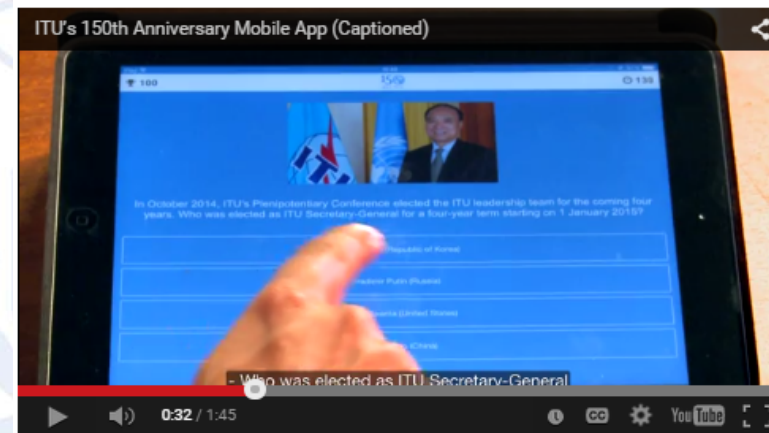 ITU's 150th Anniversary Mobile App (Captioned)
160
150
135
ITU
In October 2014, ITU's Plenipotentiary Conference elected the ITU leadership team for the coming four
years. Who was elected as ITU Secretary-General for a four-year term starting on 1 January 2015?
Republic of Korea)
Putin (Russia)
(United States)
(China)
- Who was elected as ITU Secretary-General
0:32 / 1:45
CC
YouTube